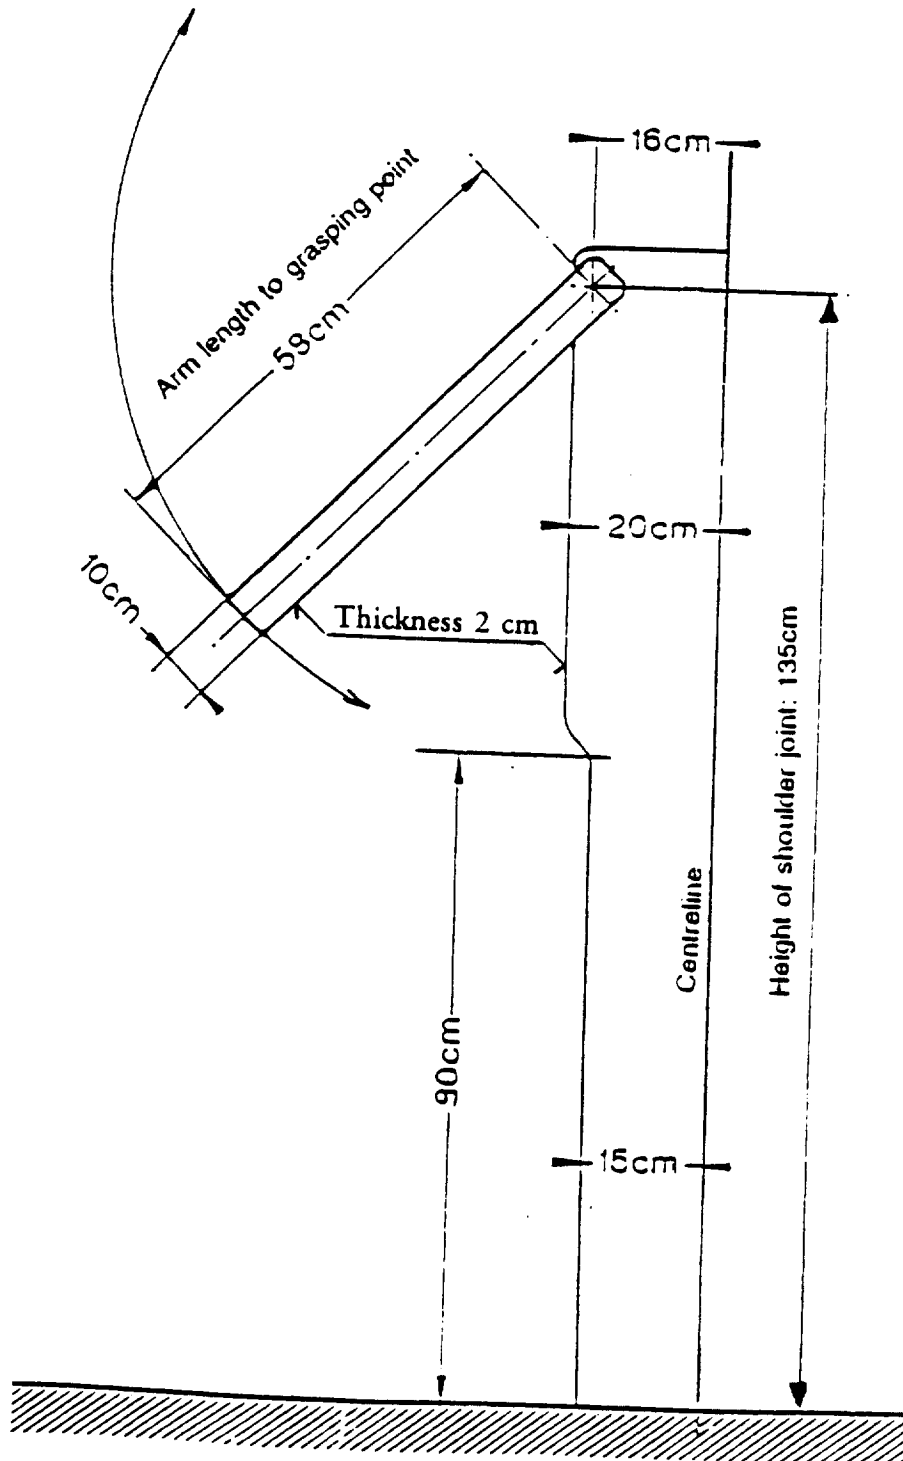 16cm
Arm length to grasping point
58cm
20cm
10cm
Thickness 2 cm
Height of shoulder joint: 135cm
Centreline
90cm
15cm